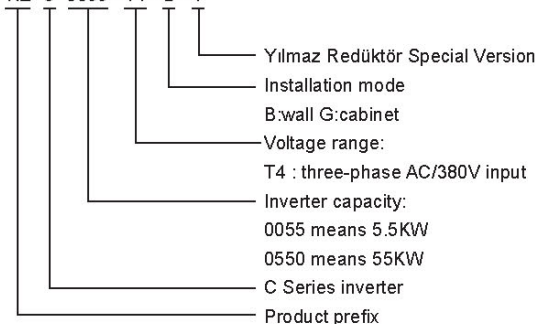 Yılmaz Redüktör Special Version
Installation mode
B:wall G:cabinet
Voltage range:
T4 : three-phase AC/380V input
Inverter capacity:
0055 means 5.5KW
0550 means 55KW
C Series inverter
Product prefix